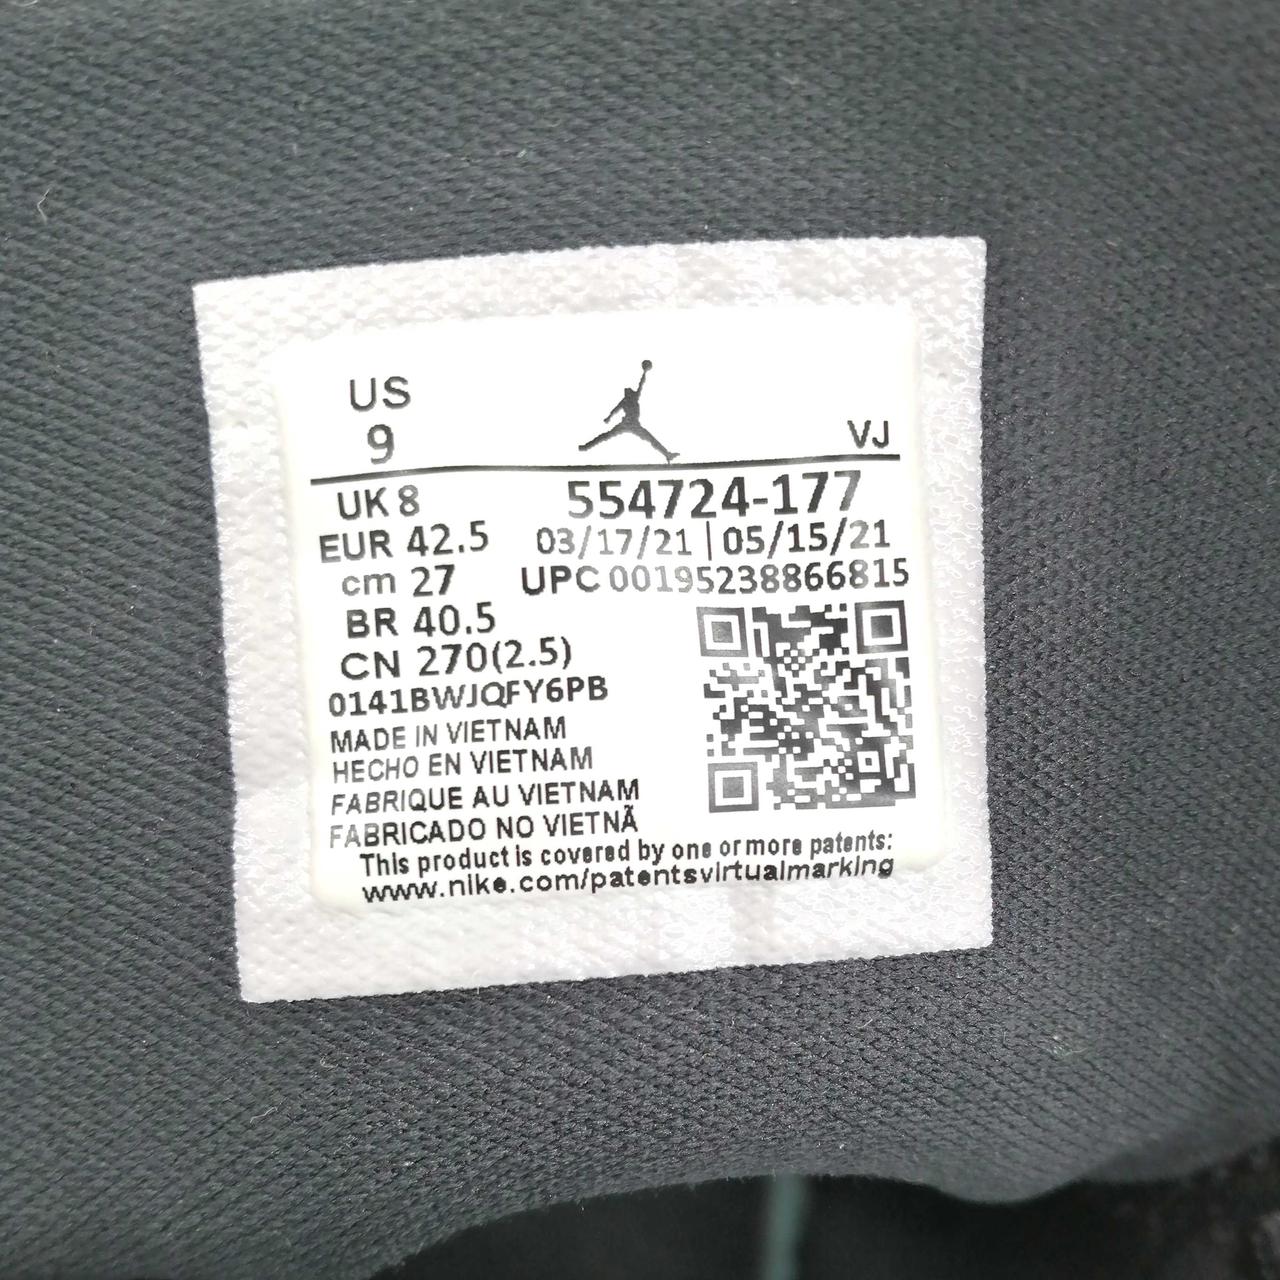 US
9
VJ
UK 8
554724-177
EUR 42.5
03/17/21 | 05/15/21
cm 27
UPC 00195238866815
BR 40.5
CN 270(2.5)
0141BWJQFY6PB
MADE IN VIETNAM
HECHO EN VIETNAM
FABRIQUE AU VIETNAM
FABRICADO NO VIETNÃ
This product is covered by one or more patents:
www.nike.com/patentsvirtualmarking